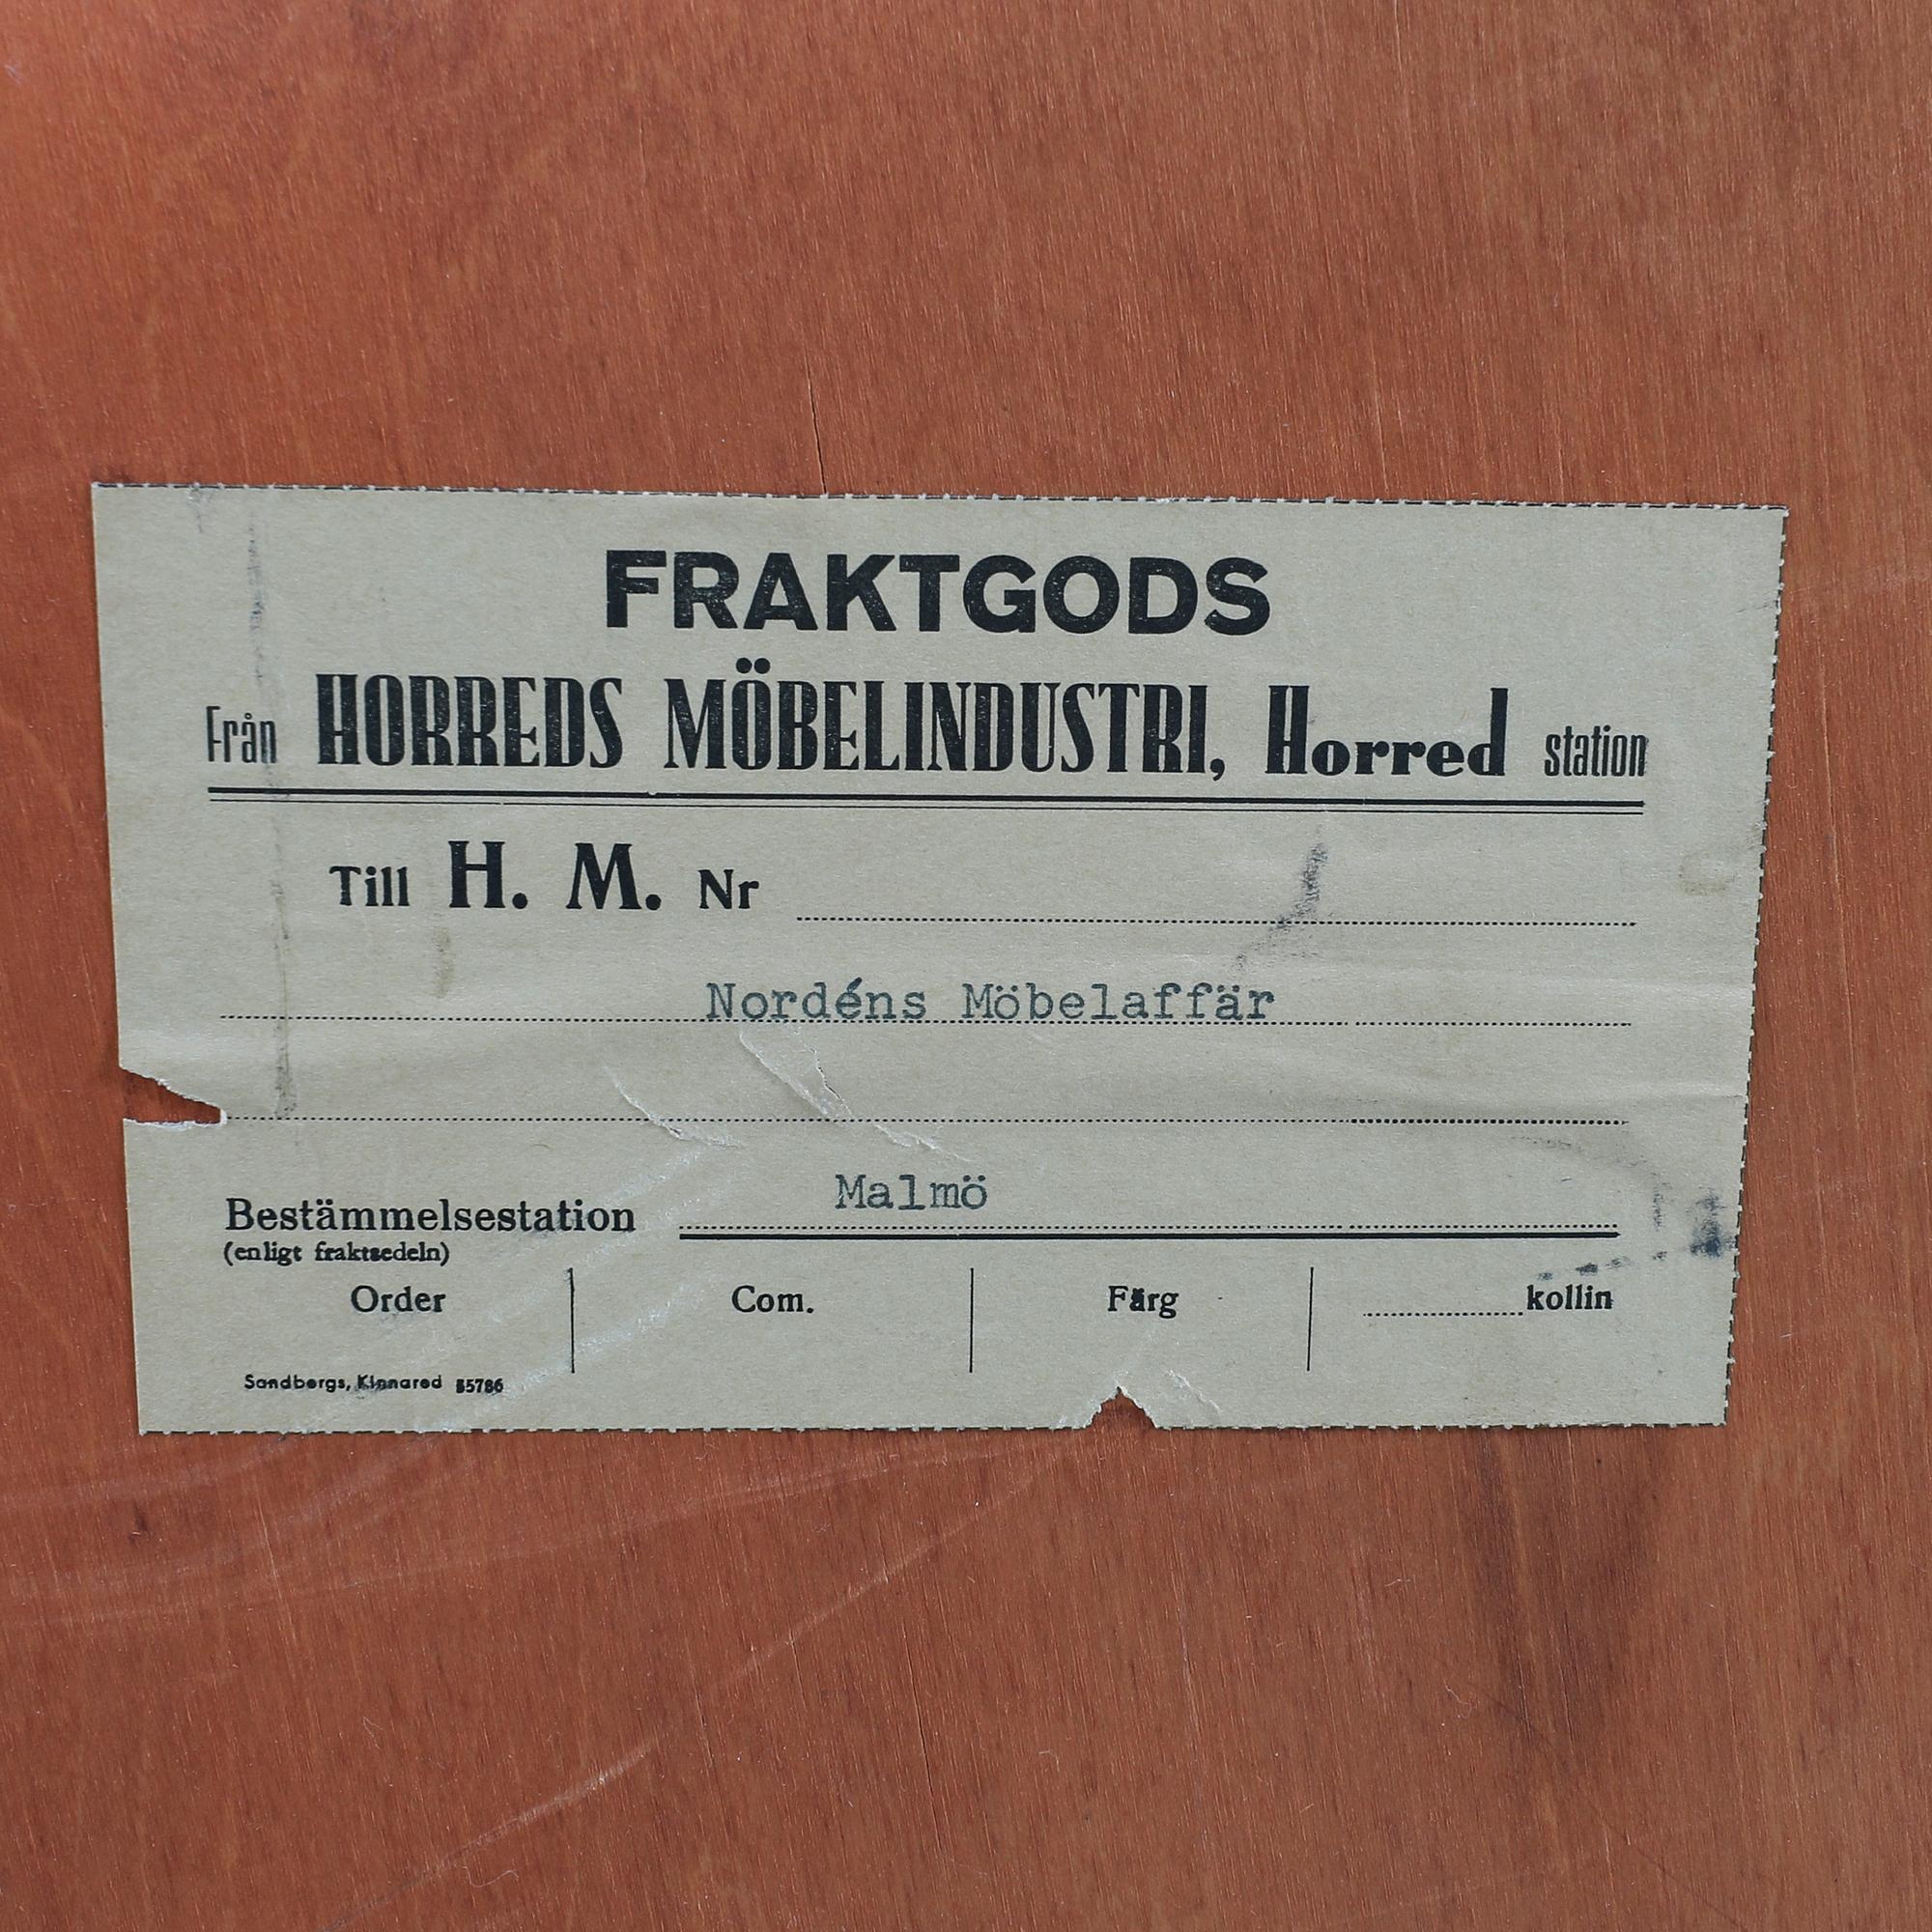 FRAKTGODS
Från HORREDS MÖBELINDUSTRI, Horred station
Till H. M. Nr
Nordéns Möbelaffär
Malmö
Bestämmelsestation
(enligt fraktsedeln)
Order Com. Färg kollin
Sandbergs, Kinnared 55786